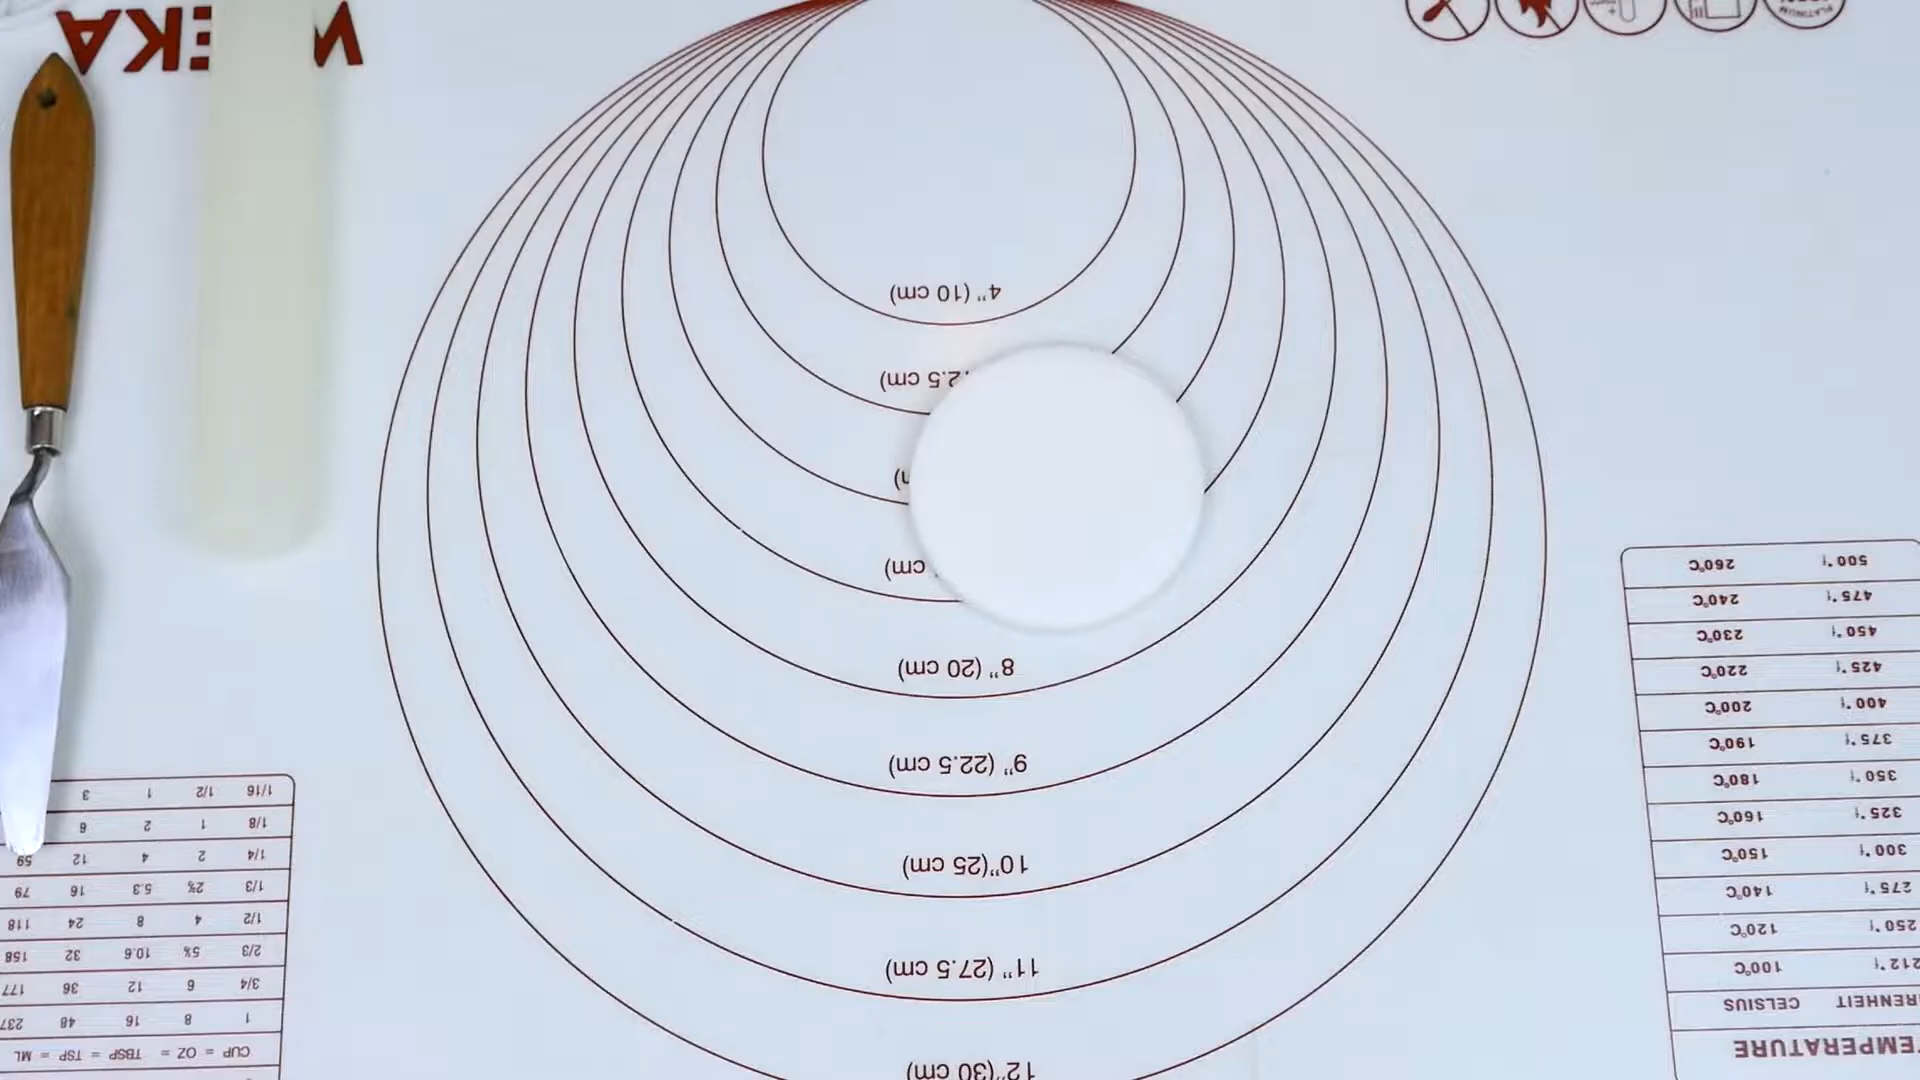 TEMPERATURE
RENHEIT CELSIUS
212°F 100°C
250°F 120°C
275°F 140°C
300°F 150°C
325°F 160°C
350°F 180°C
375°F 190°C
400°F 200°C
425°F 220°C
450°F 230°C
475°F 240°C
500°F 260°C
12"(30 cm)
11" (27.5 cm)
10"(25 cm)
9" (22.5 cm)
8" (20 cm)
cm)
2.5 cm)
4" (10 cm)
CUP = OZ = TBSP = TSP = ML
1 8 16 48 237
3/4 6 12 36 177
2/3 5⅓ 10.6 32 158
1/2 4 8 24 118
1/3 2⅔ 5.3 16 79
1/4 2 4 12 59
1/8 1 2 6
1/16 1/2 1 3
PLATINUM
EKA